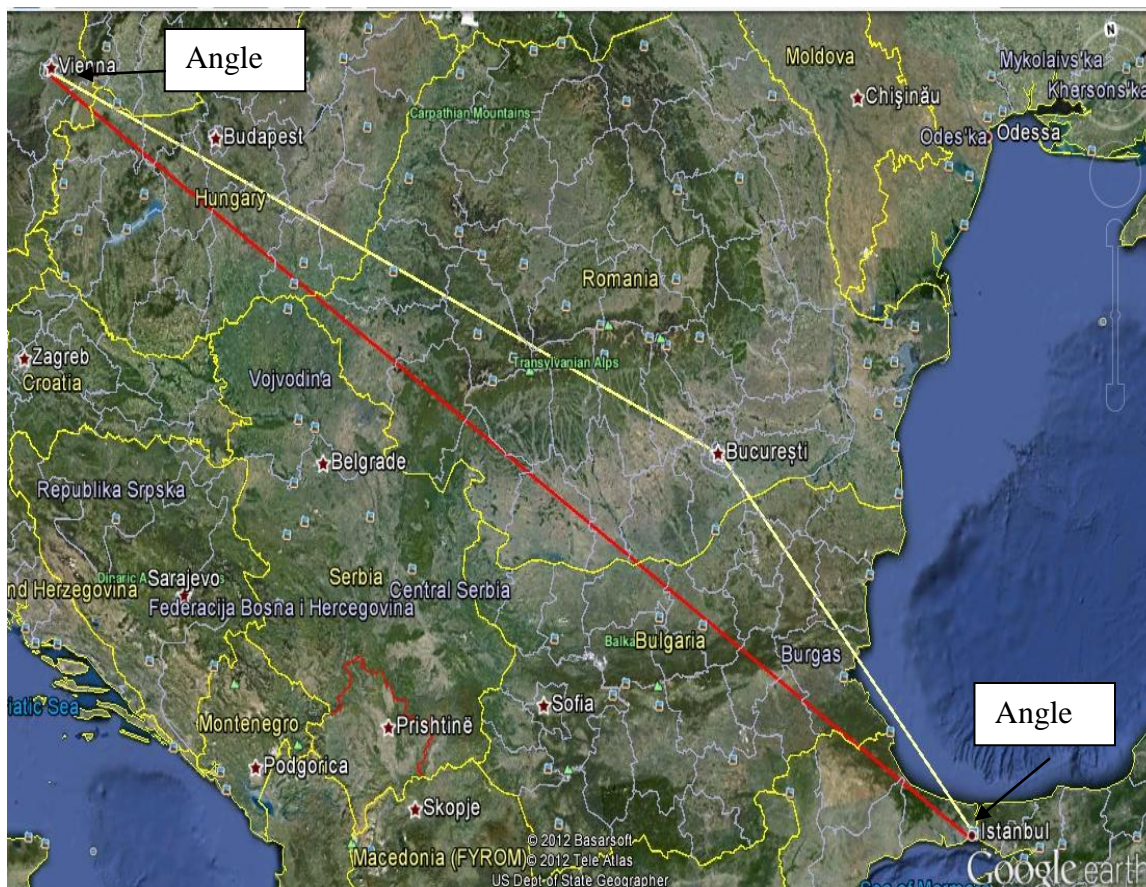 Angle
Vienna
Moldova
Mykolaivs'ka
Khersons'ka
Chişinău
Carpathian Mountains
Budapest
Odes'ka
Odessa
Hungary
Romania
Zagreb
Croatia
Vojvodina
Transylvanian Alps
Bucureşti
Belgrade
Republika Srpska
Serbia
Central Serbia
Sarajevo
Federacija Bosna i Hercegovina
nd Herzegovina
Dinaric A
Balka
Bulgaria
Burgas
Sofia
riatic Sea
Montenegro
Prishtinë
Angle
Podgorica
Skopje
Istanbul
© 2012 Basarsoft
Macedonia (FYROM)
© 2012 Tele Atlas
US Dept of State Geographer
Google earth
N